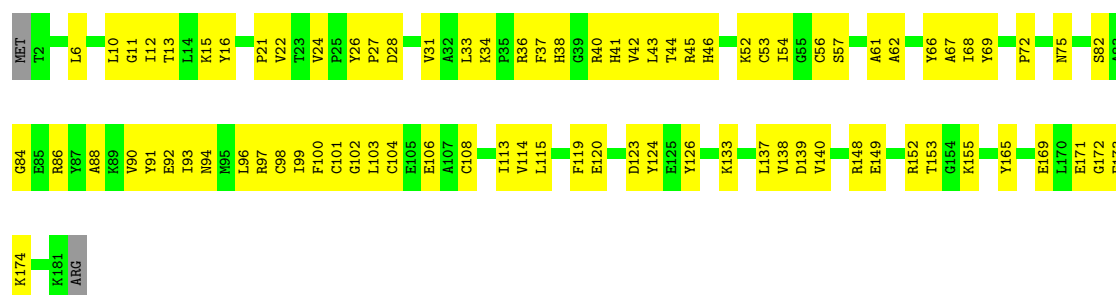 MET T2 L6 L10 G11 I12 T13 L14 K15 Y16 P21 V22 T23 V24 P25 Y26 P27 D28 V31 A32 L33 K34 P35 R36 F37 H38 G39 R40 H41 V42 L43 T44 R45 H46 K52 C53 I54 G55 C56 S57 A61 A62 Y66 A67 I68 Y69 P72 N75 S82
G84 E85 R86 Y87 A88 K89 V90 Y91 E92 I93 N94 M95 L96 R97 C98 I99 F100 C101 G102 L103 C104 E105 E106 A107 C108 I113 V114 L115 F119 E120 D123 Y124 E125 Y126 K133 L137 V138 D139 V140 R148 E149 R152 T153 G154 K155 Y165 E169 L170 E171 G172
K174 K181 ARG